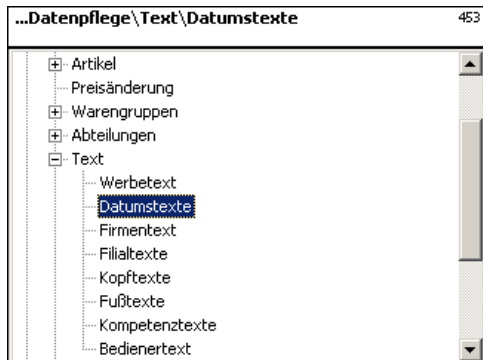 ...Datenpflege\Text\Datumstexte 453
Artikel
Preisänderung
Warengruppen
Abteilungen
Text
Werbetext
Datumstexte
Firmentext
Filialtexte
Kopftexte
Fußtexte
Kompetenztexte
Bedienertext